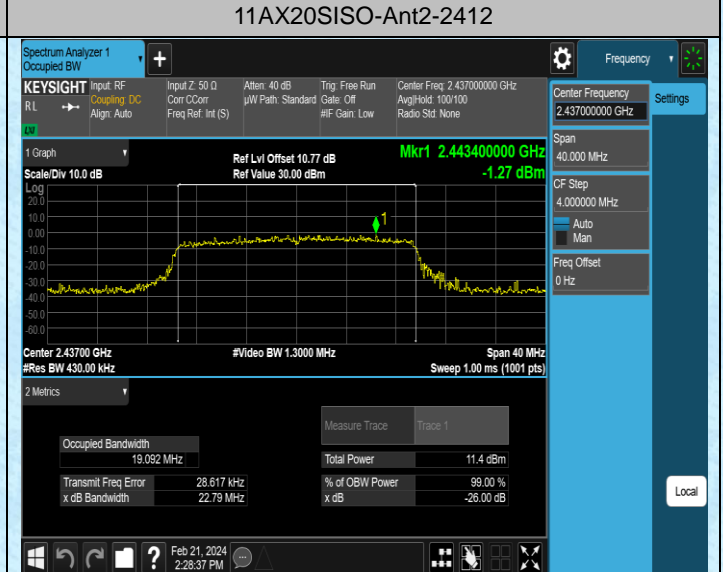 11AX20SISO-Ant2-2412
Spectrum Analyzer 1
Occupied BW
+
Frequency
KEYSIGHT
RL
LXI
Input: RF
Coupling: DC
Align: Auto
Input Z: 50 Ω
Corr CCorr
Freq Ref: Int (S)
Atten: 40 dB
µW Path: Standard
Trig: Free Run
Gate: Off
#IF Gain: Low
Center Freq: 2.437000000 GHz
Avg|Hold: 100/100
Radio Std: None
Center Frequency
2.437000000 GHz
Settings
Span
40.000 MHz
CF Step
4.000000 MHz
Auto
Man
Freq Offset
0 Hz
Local
1 Graph
Scale/Div 10.0 dB
Ref Lvl Offset 10.77 dB
Ref Value 30.00 dBm
Mkr1 2.443400000 GHz
-1.27 dBm
Log
20.0
10.0
0.00
-10.0
-20.0
-30.0
-40.0
-50.0
-60.0
1
Center 2.43700 GHz
#Res BW 430.00 kHz
#Video BW 1.3000 MHz
Span 40 MHz
Sweep 1.00 ms (1001 pts)
2 Metrics
Measure Trace Trace 1
Occupied Bandwidth
19.092 MHz
Total Power 11.4 dBm
Transmit Freq Error 28.617 kHz
% of OBW Power 99.00 %
x dB Bandwidth 22.79 MHz
x dB -26.00 dB
?
Feb 21, 2024
2:28:37 PM